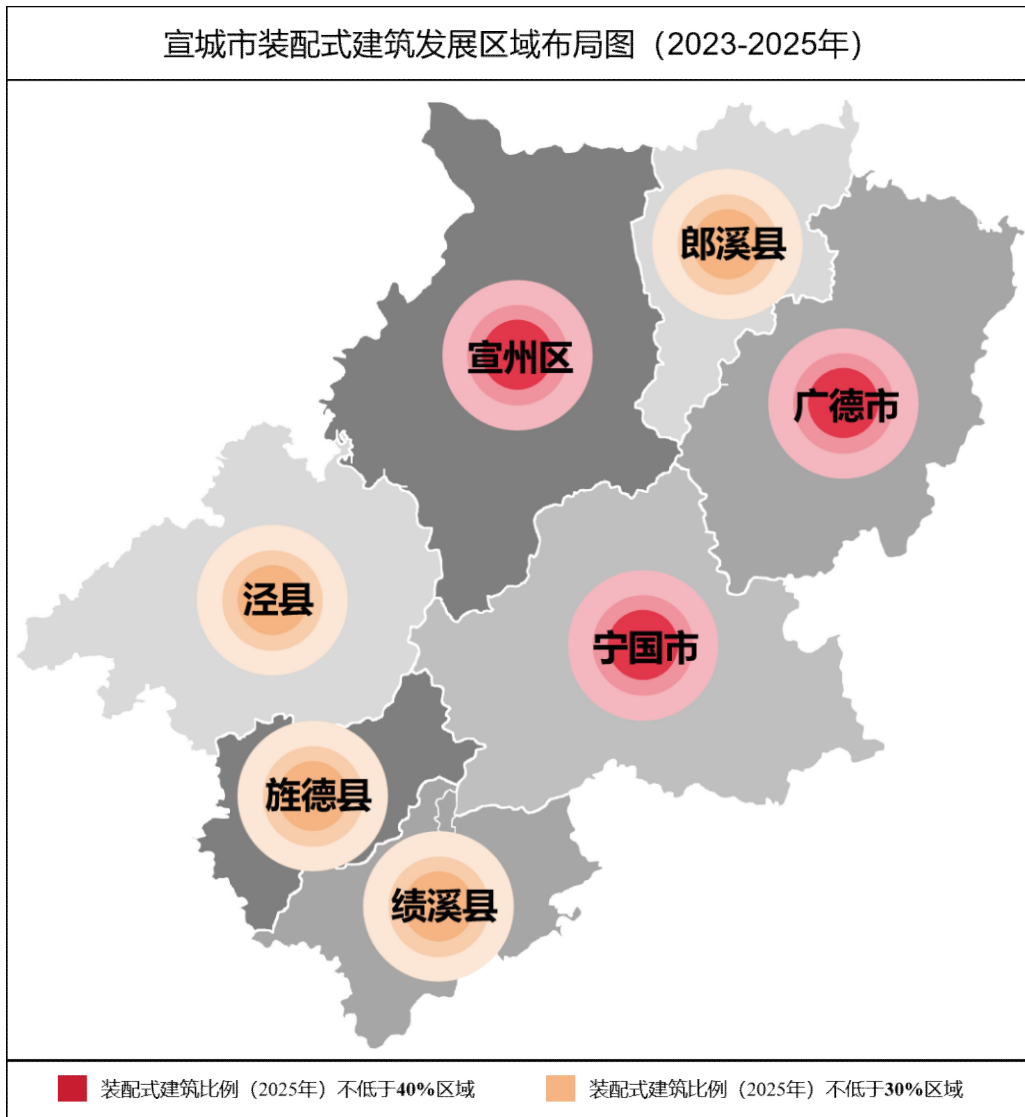 宣城市装配式建筑发展区域布局图（2023-2025年）
郎溪县
宣州区
广德市
泾县
宁国市
旌德县
绩溪县
装配式建筑比例（2025年）不低于40%区域
装配式建筑比例（2025年）不低于30%区域